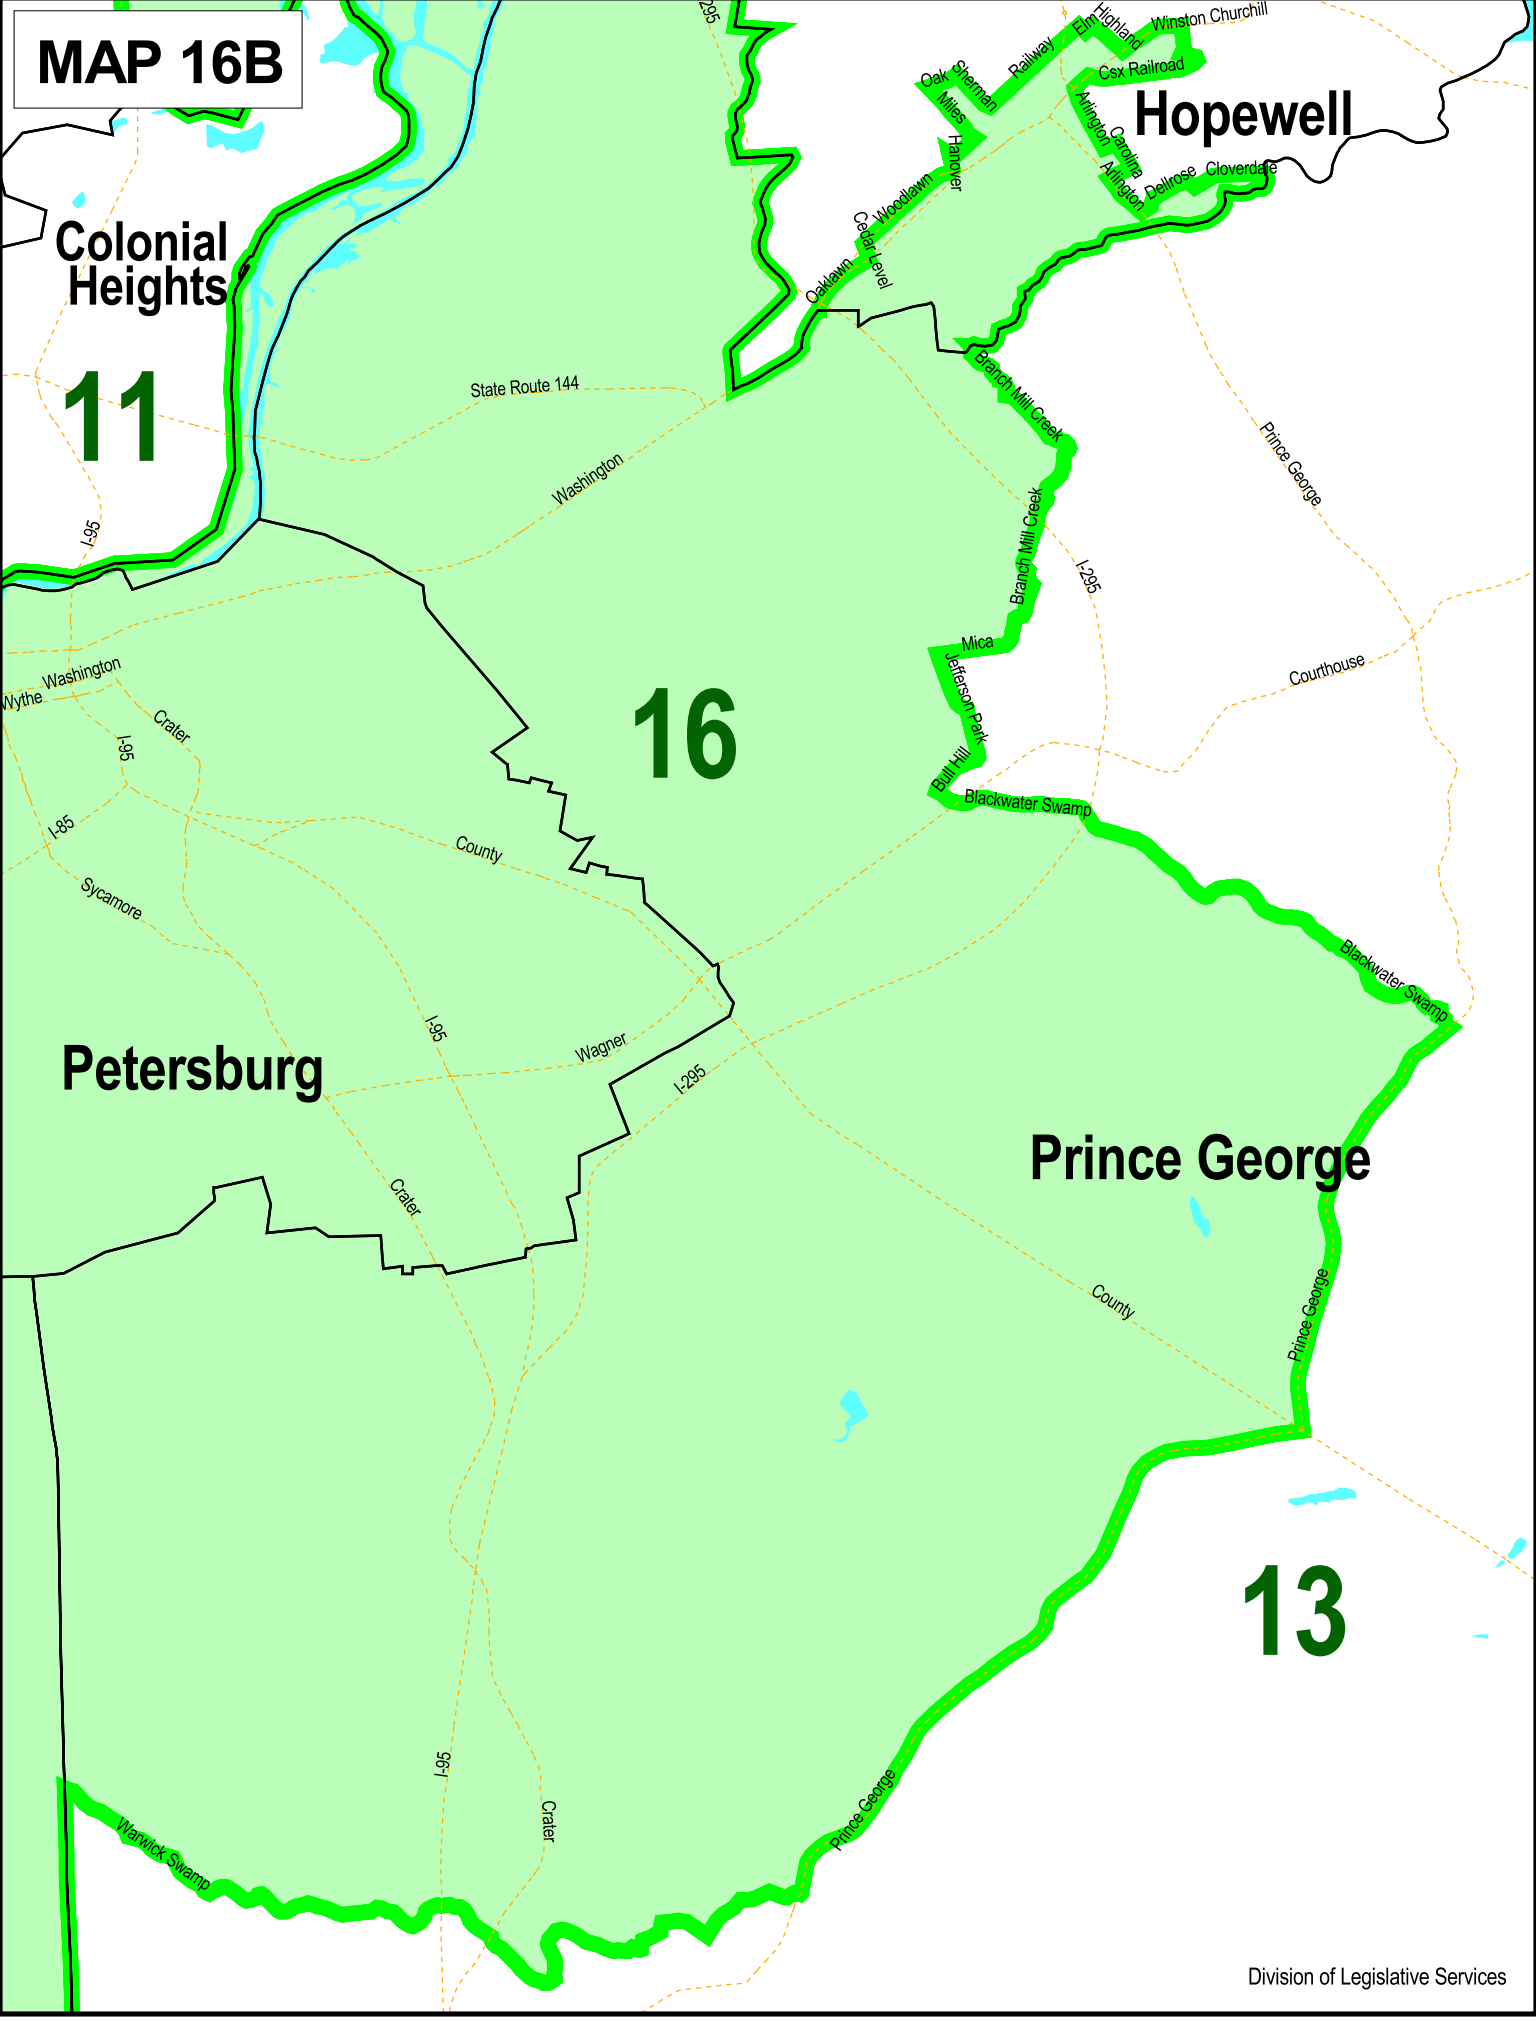 MAP 16B
295
Elm
Highland
Winston Churchill
Railway
Csx Railroad
Oak
Sherman
Miles
Arlington
Hopewell
Carolina
Hanover
Arlington
Dellrose
Cloverdale
Woodlawn
Cedar Level
Oaklawn
Colonial
Heights
11
State Route 144
Branch Mill Creek
Washington
Prince George
I-95
Branch Mill Creek
I-295
Mica
Jefferson Park
Courthouse
Washington
Wythe
Crater
I-95
16
Bull Hill
Blackwater Swamp
I-85
County
Sycamore
Blackwater Swamp
I-95
Wagner
I-295
Petersburg
Prince George
Crater
County
Prince George
13
I-95
Crater
Prince George
Warwick Swamp
Division of Legislative Services